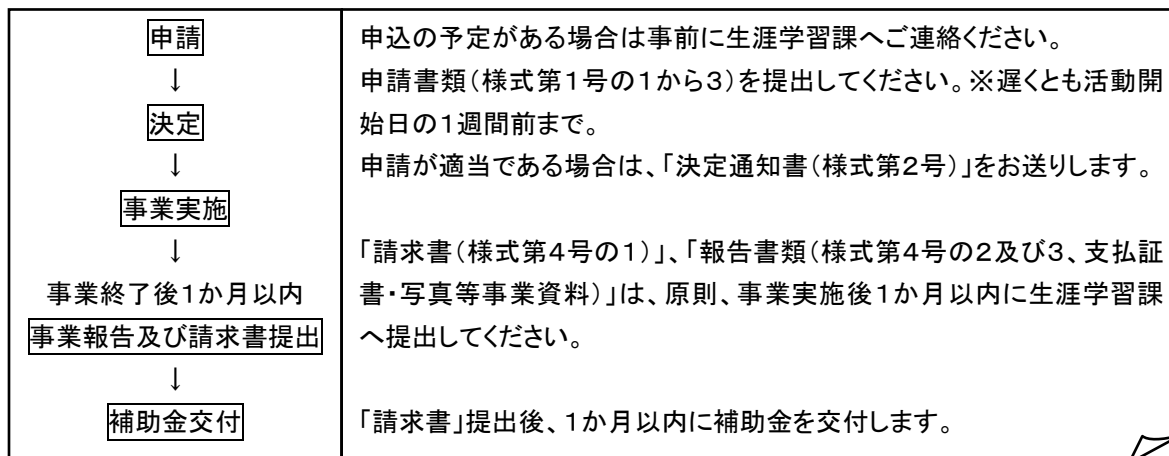 申請
↓
決定
↓
事業実施
↓
事業終了後1か月以内
事業報告及び請求書提出
↓
補助金交付
申込の予定がある場合は事前に生涯学習課へご連絡ください。
申請書類(様式第1号の1から3)を提出してください。※遅くとも活動開
始日の1週間前まで。
申請が適当である場合は、「決定通知書(様式第2号)」をお送りします。
「請求書(様式第4号の1)」、「報告書類(様式第4号の2及び3、支払証
書・写真等事業資料)」は、原則、事業実施後1か月以内に生涯学習課
へ提出してください。
「請求書」提出後、1か月以内に補助金を交付します。